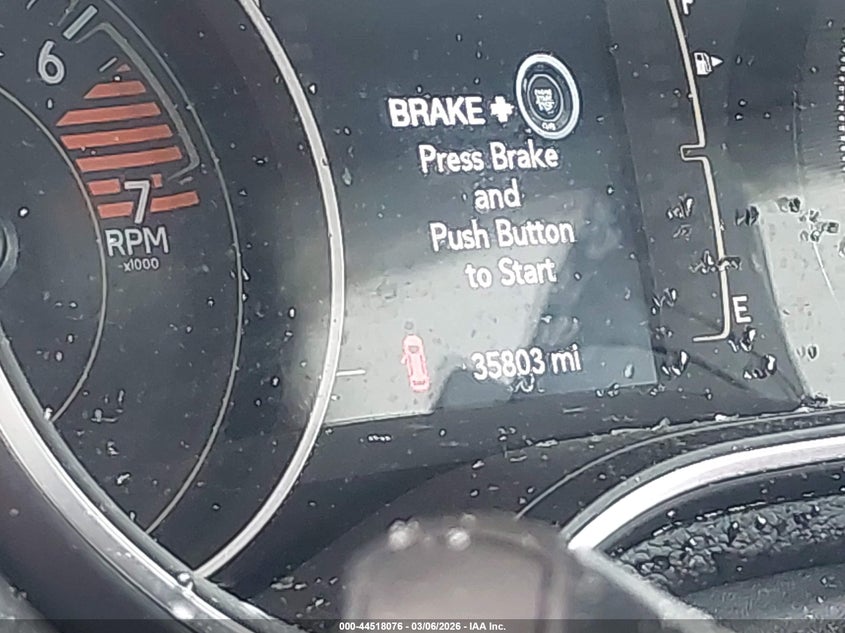 6
7
RPM
x1000
BRAKE +
Press Brake
and
Push Button
to Start
35803 mi
E
000-44518076 - 03/06/2026 - IAA Inc.